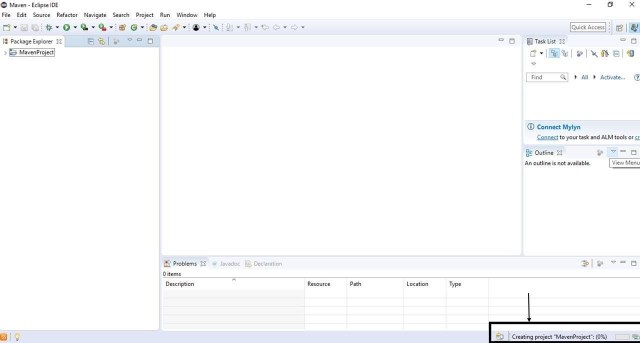 Maven - Eclipse IDE
File Edit Source Refactor Navigate Search Project Run Window Help
Quick Access
Package Explorer
MavenProject
Task List
Find
All
Activate...
Connect Mylyn
Connect to your task and ALM tools or
Outline
An outline is not available.
View Menu
Problems Javadoc Declaration
0 items
Description Resource Path Location Type
Creating project "MavenProject": (0%)